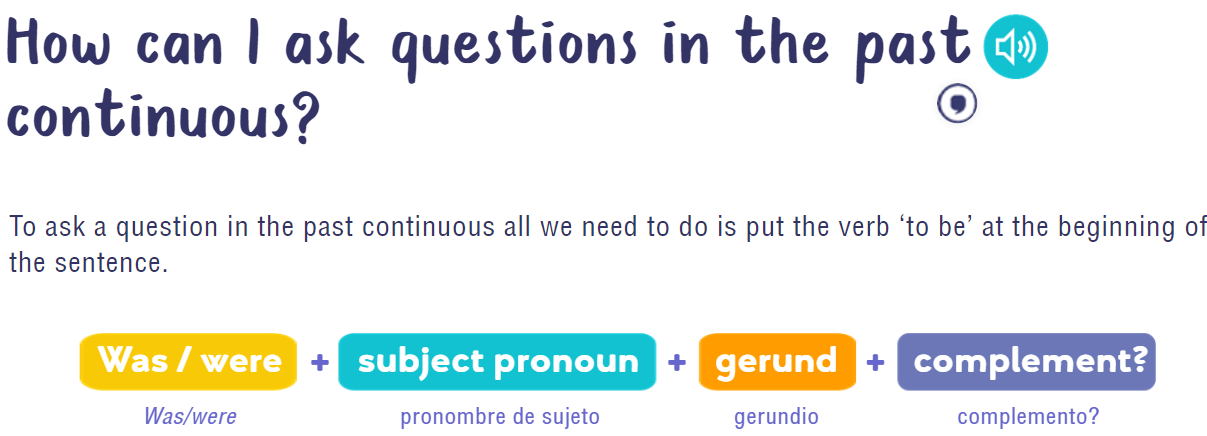 How can I ask questions in the past
continuous?
To ask a question in the past continuous all we need to do is put the verb ‘to be’ at the beginning of
the sentence.
Was / were + subject pronoun + gerund + complement?
Was/were pronombre de sujeto gerundio complemento?